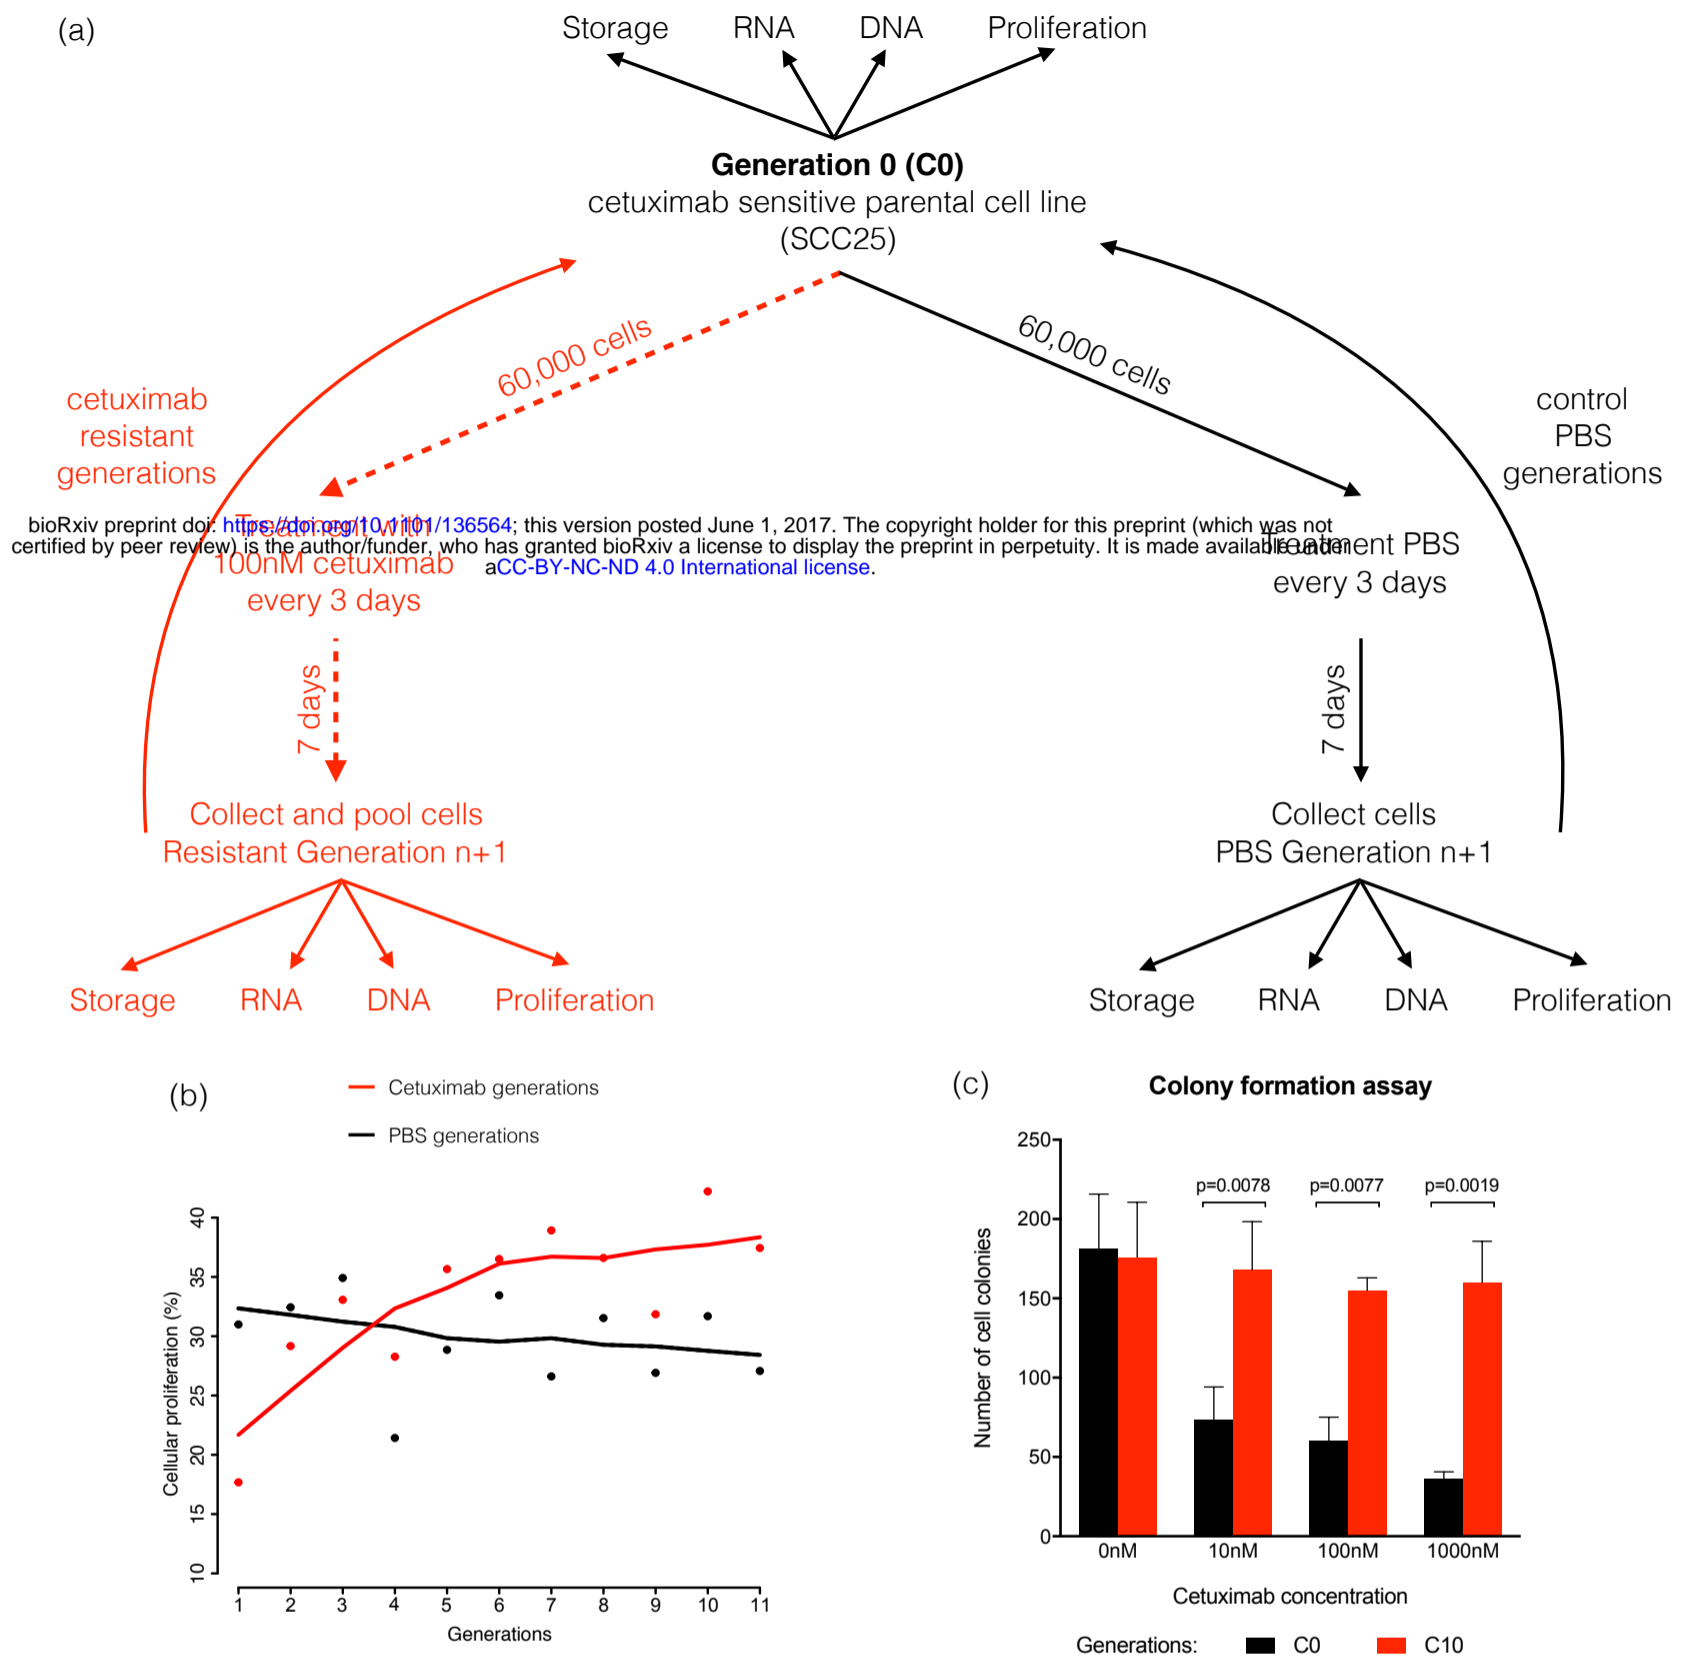 (a)
Storage RNA DNA Proliferation
Generation 0 (C0)
cetuximab sensitive parental cell line
(SCC25)
60,000 cells
60,000 cells
cetuximab
resistant
generations
control
PBS
generations
bioRxiv preprint doi: https://doi.org/10.1101/136564; this version posted June 1, 2017. The copyright holder for this preprint (which was not
certified by peer review) is the author/funder, who has granted bioRxiv a license to display the preprint in perpetuity. It is made available under
aCC-BY-NC-ND 4.0 International license.
Treatment with
100nM cetuximab
every 3 days
Treatment PBS
every 3 days
7 days
7 days
Collect and pool cells
Resistant Generation n+1
Collect cells
PBS Generation n+1
Storage RNA DNA Proliferation
Storage RNA DNA Proliferation
(b)
Cetuximab generations
PBS generations
Cellular proliferation (%)
40
35
30
25
20
15
10
1 2 3 4 5 6 7 8 9 10 11
Generations
(c)
Colony formation assay
Number of cell colonies
250
200
150
100
50
0
p=0.0078 p=0.0077 p=0.0019
0nM 10nM 100nM 1000nM
Cetuximab concentration
Generations: C0 C10